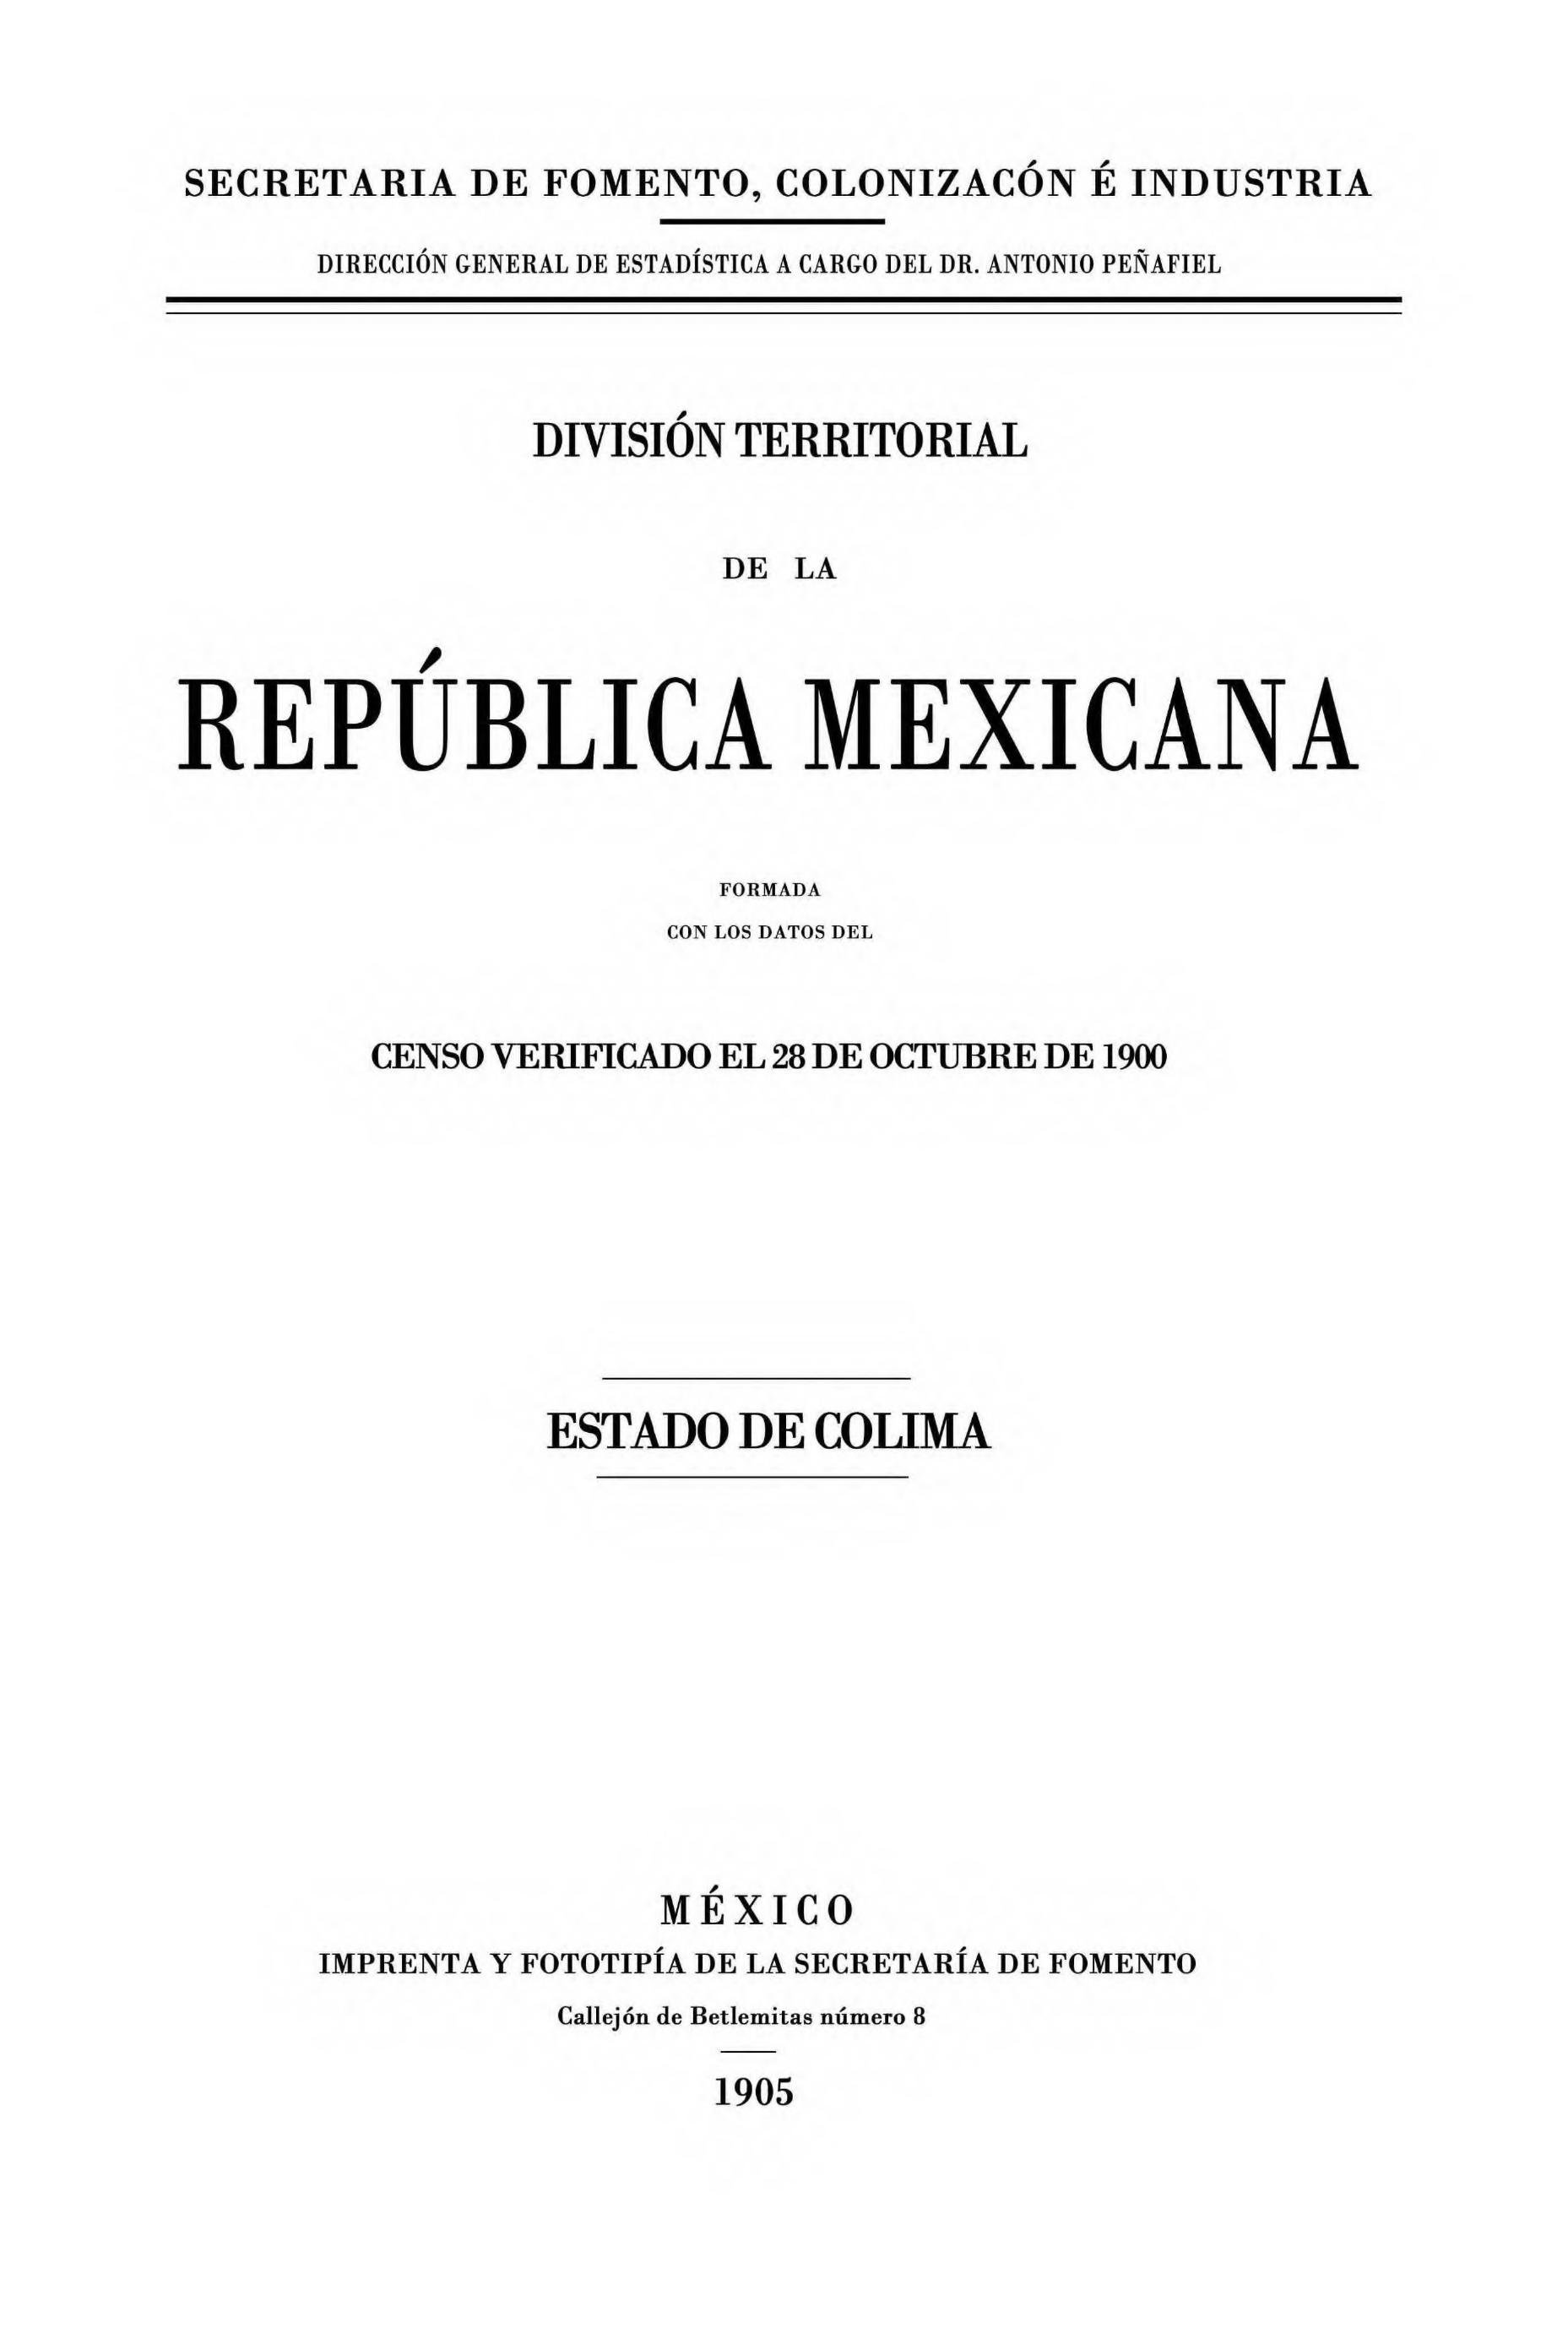 SECRETARIA DE FOMENTO, COLONIZACÓN É INDUSTRIA
DIRECCIÓN GENERAL DE ESTADÍSTICA A CARGO DEL DR. ANTONIO PEÑAFIEL
DIVISIÓN TERRITORIAL
DE LA
REPÚBLICA MEXICANA
FORMADA
CON LOS DATOS DEL
CENSO VERIFICADO EL 28 DE OCTUBRE DE 1900
ESTADO DE COLIMA
MÉXICO
IMPRENTA Y FOTOTIPÍA DE LA SECRETARÍA DE FOMENTO
Callejón de Betlemitas número 8
1905